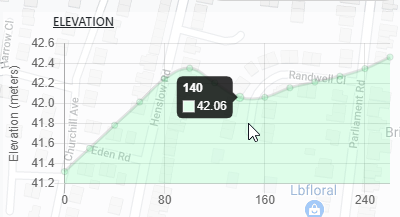 ELEVATION
Harrow Cl
Elevation (meters)
42.6
42.4
42.2
42.0
41.8
41.6
41.4
41.2
0
80
160
240
140
42.06
Churchill Ave
Eden Rd
Henslow Rd
Randwell Cl
Parliament Rd
Bri
Lbfloral